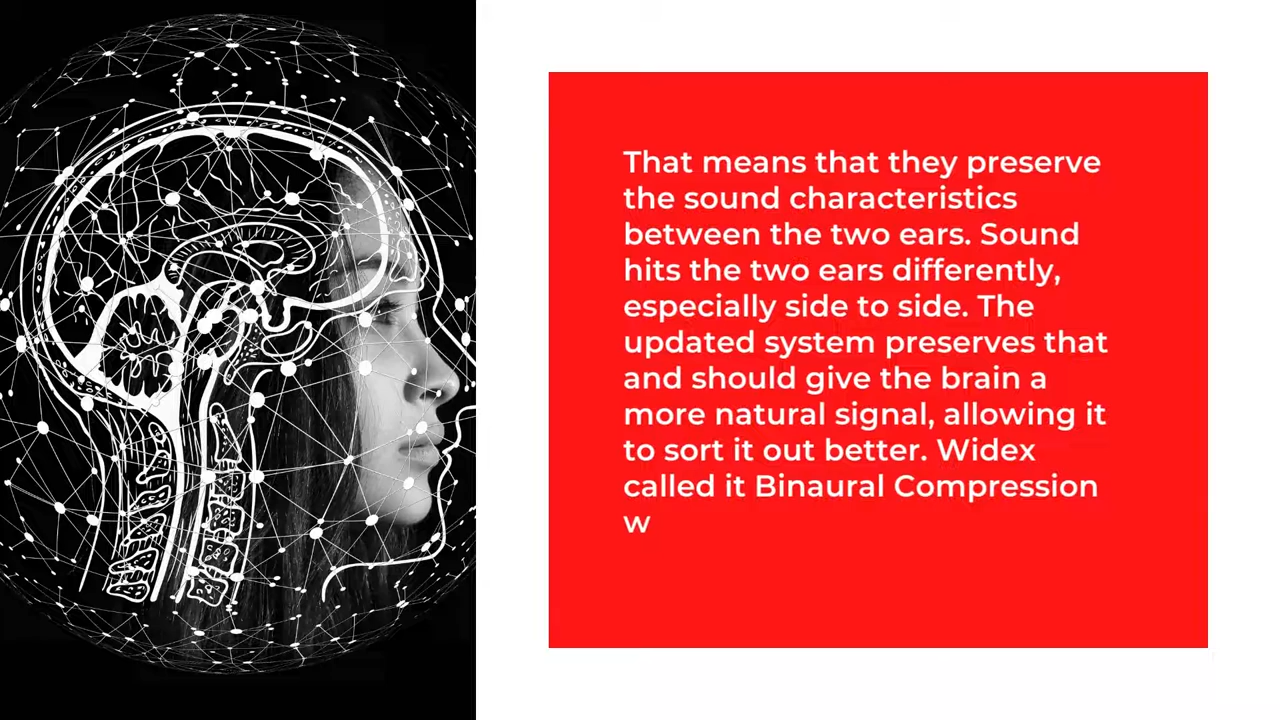 That means that they preserve
the sound characteristics
between the two ears. Sound
hits the two ears differently,
especially side to side. The
updated system preserves that
and should give the brain a
more natural signal, allowing it
to sort it out better. Widex
called it Binaural Compression
w